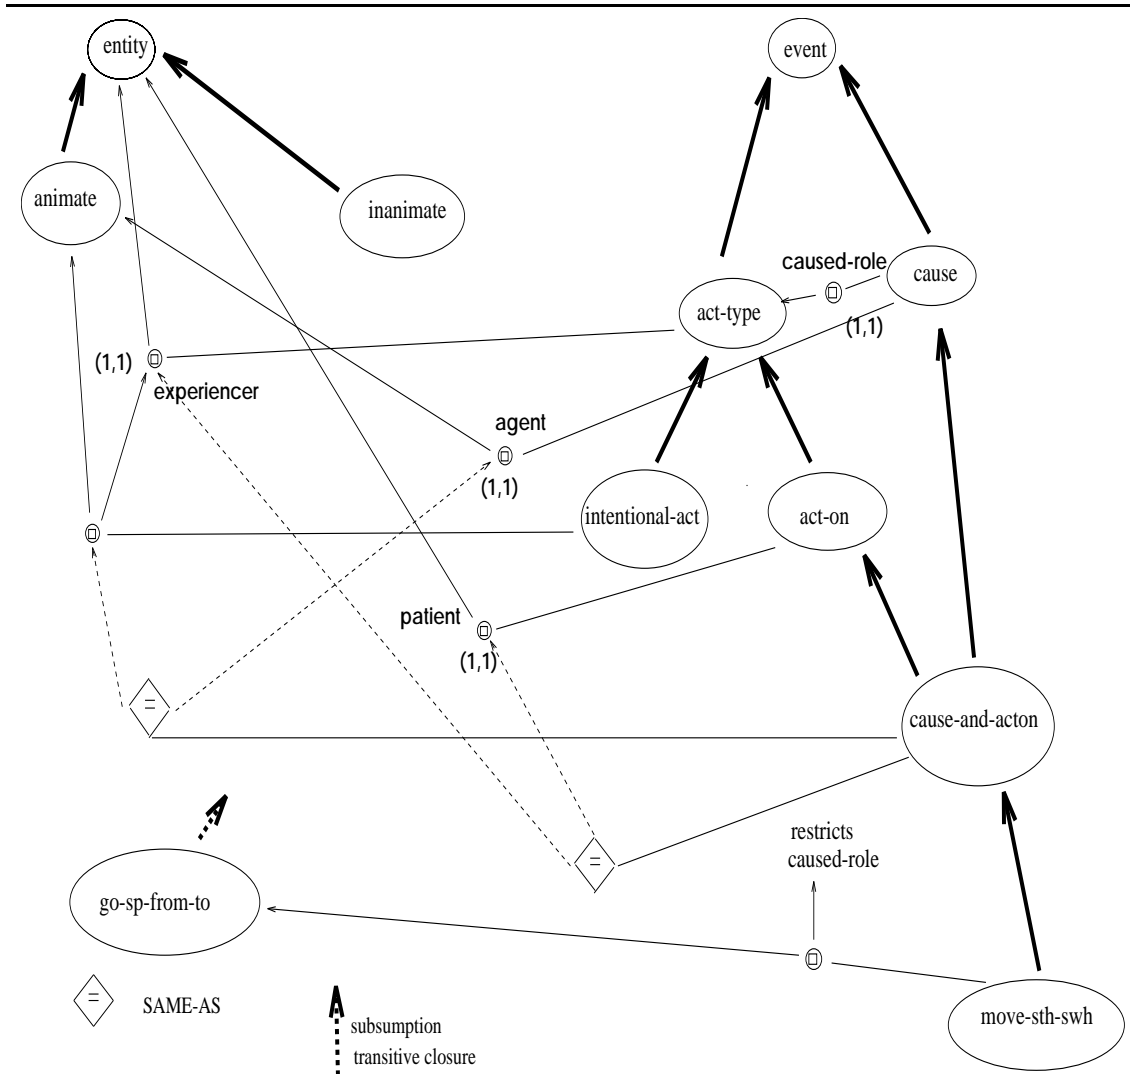 entity
event
animate
inanimate
caused-role
cause
act-type
(1,1)
(1,1)
experiencer
agent
(1,1)
intentional-act
act-on
patient
(1,1)
=
cause-and-acton
restricts
caused-role
=
go-sp-from-to
=
SAME-AS
move-sth-swh
subsumption
transitive closure